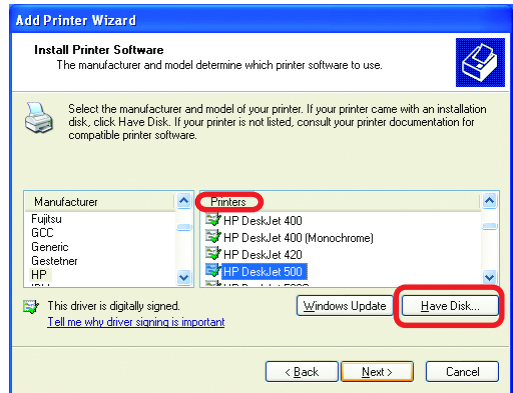 Add Printer Wizard
Install Printer Software
The manufacturer and model determine which printer software to use.
Select the manufacturer and model of your printer. If your printer came with an installation
disk, click Have Disk. If your printer is not listed, consult your printer documentation for
compatible printer software.
Manufacturer
Fujitsu
GCC
Generic
Gestetner
HP
Printers
HP DeskJet 400
HP DeskJet 400 (Monochrome)
HP DeskJet 420
HP DeskJet 500
This driver is digitally signed.
Tell me why driver signing is important
Windows Update
Have Disk...
< Back
Next >
Cancel